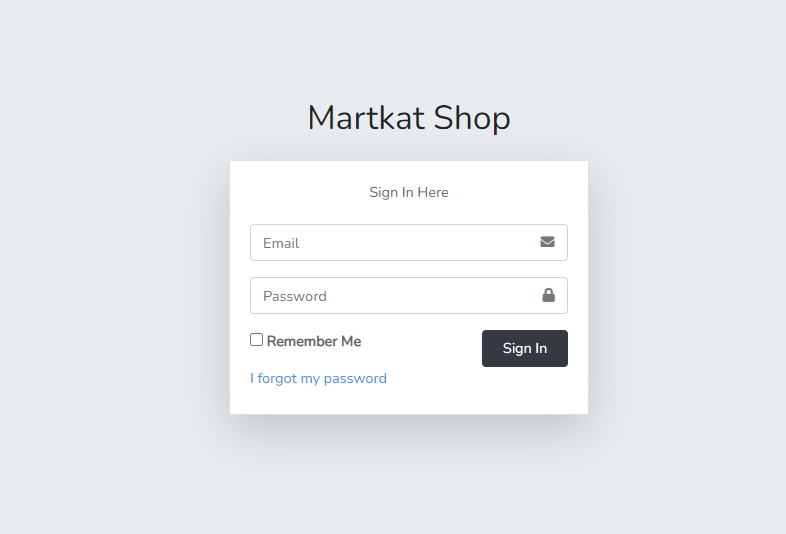 Martkat Shop
Sign In Here
Email
Password
Remember Me
Sign In
I forgot my password